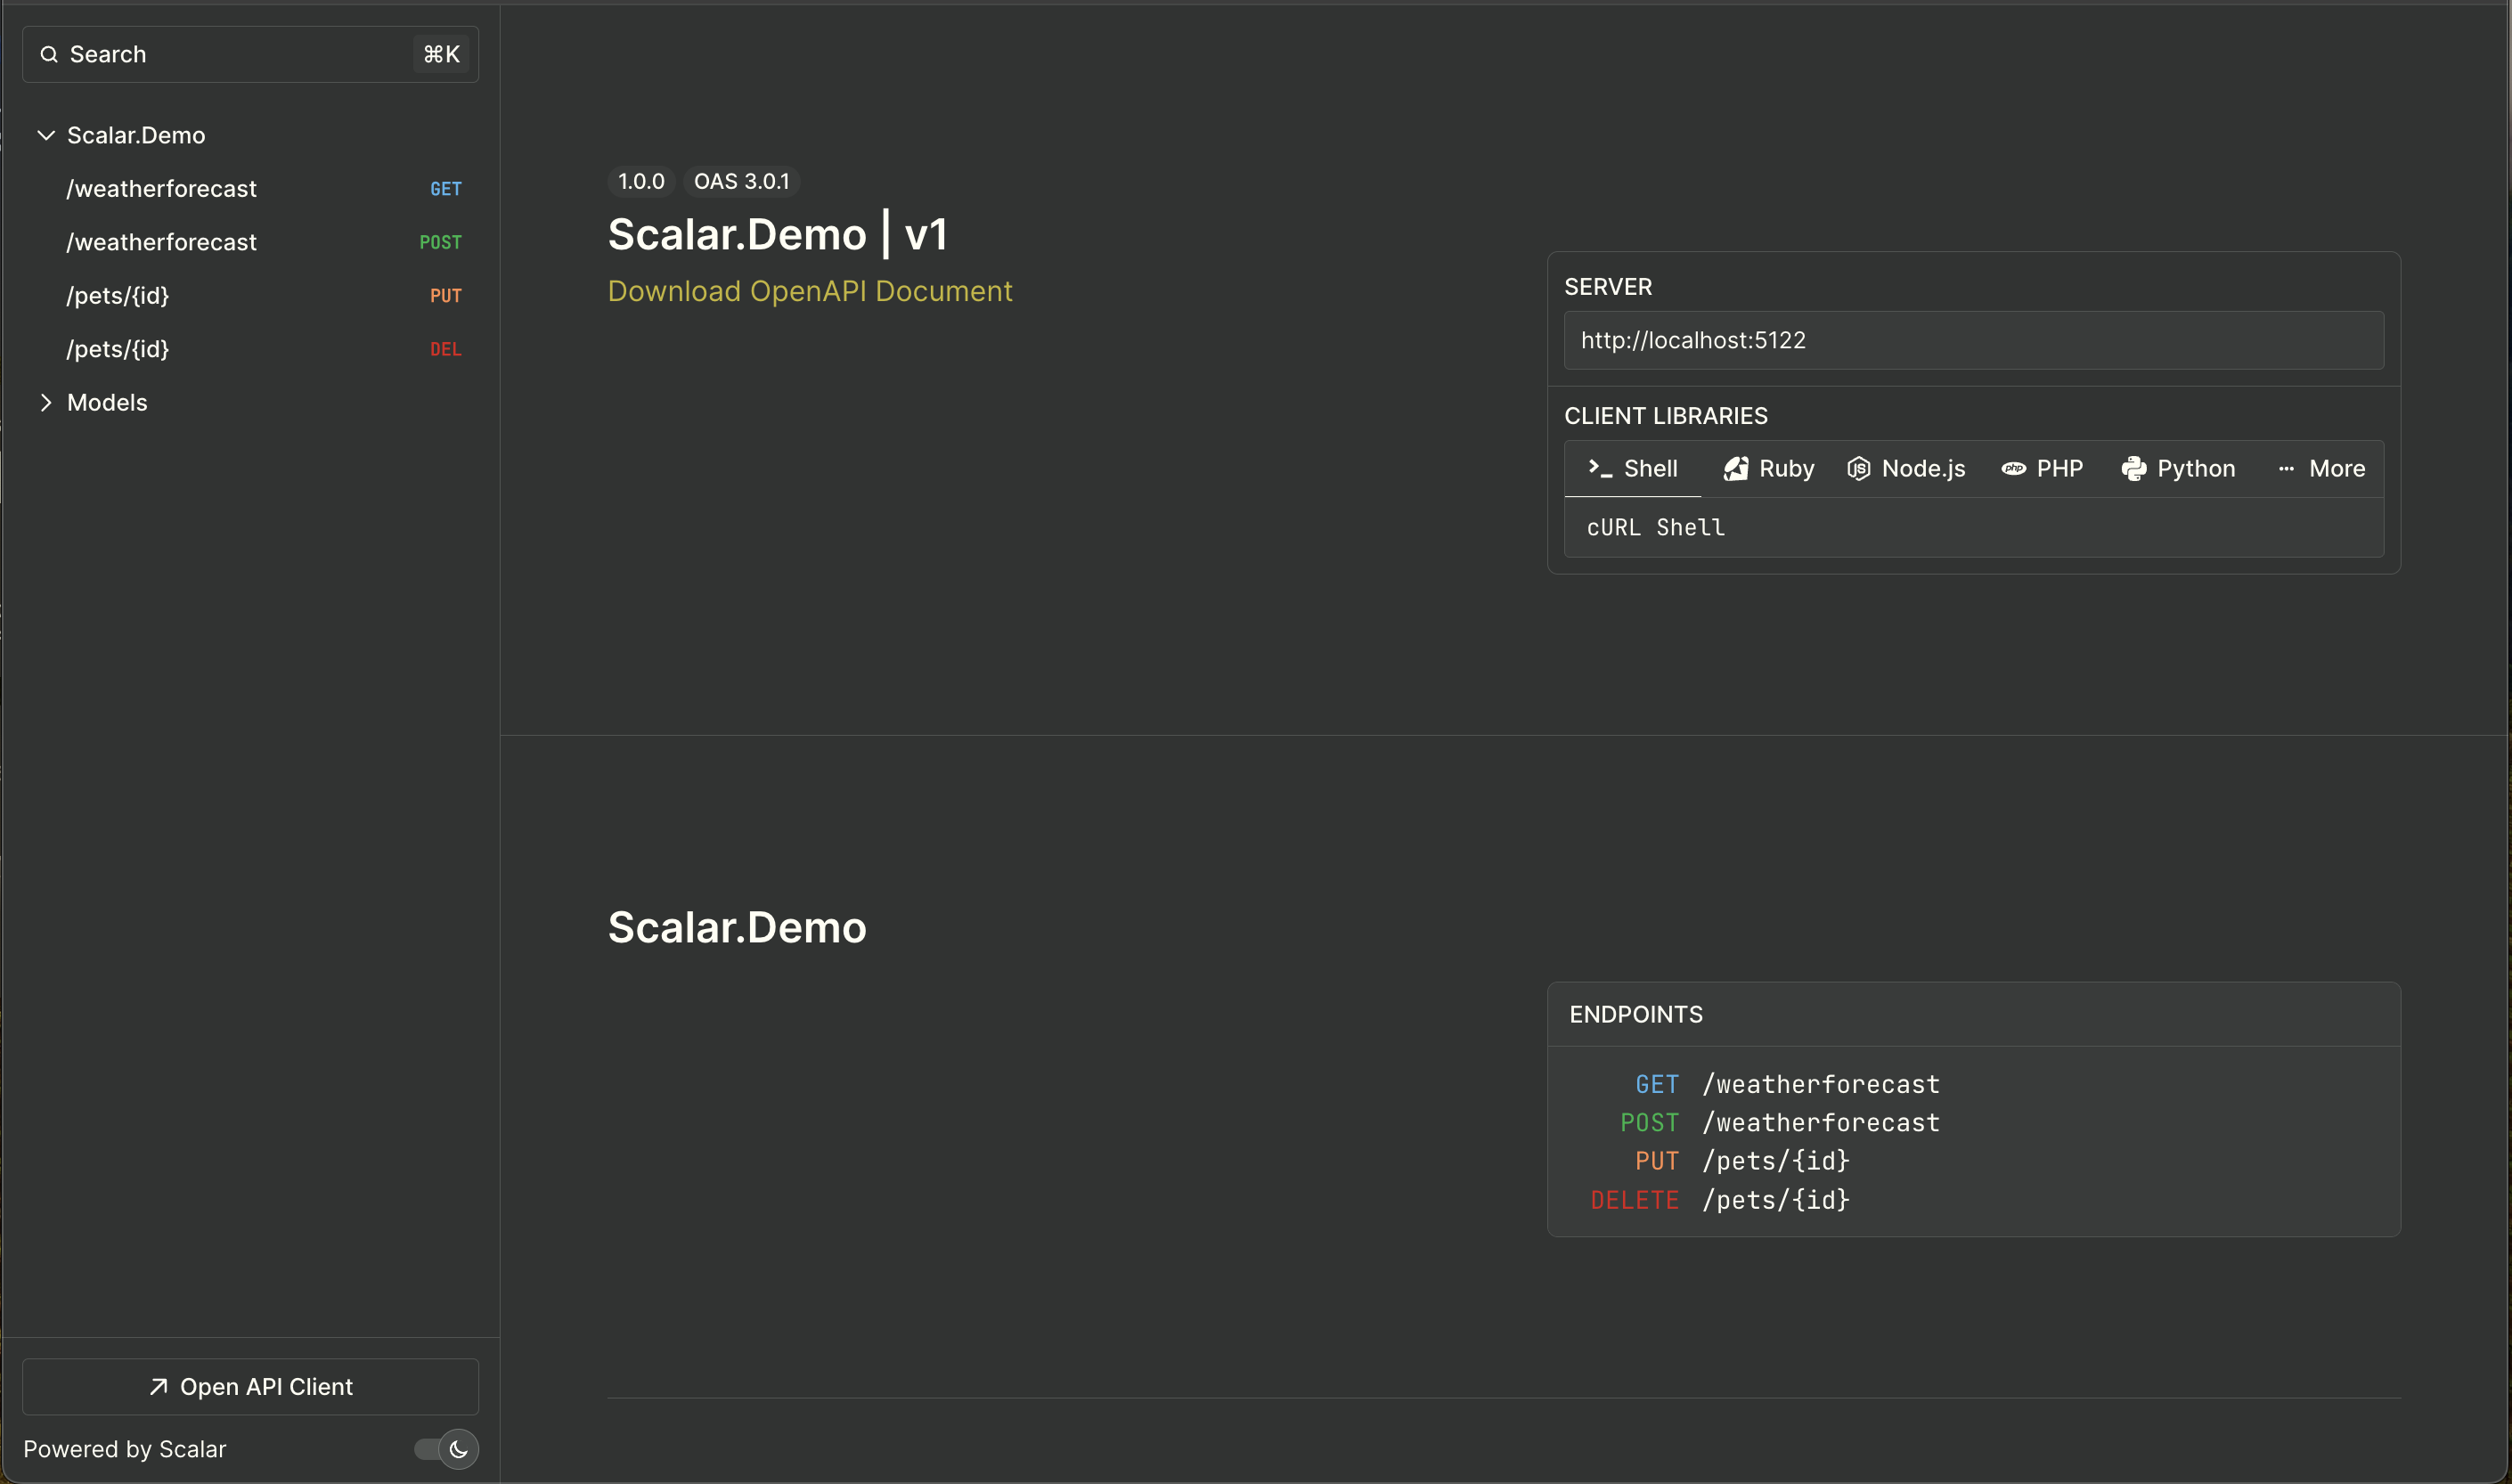 Search ⌘K
Scalar.Demo
/weatherforecast GET
/weatherforecast POST
/pets/{id} PUT
/pets/{id} DEL
Models
Open API Client
Powered by Scalar
1.0.0 OAS 3.0.1
Scalar.Demo | v1
Download OpenAPI Document
SERVER
http://localhost:5122
CLIENT LIBRARIES
Shell Ruby JS Node.js php PHP Python ··· More
cURL Shell
Scalar.Demo
ENDPOINTS
GET /weatherforecast
POST /weatherforecast
PUT /pets/{id}
DELETE /pets/{id}